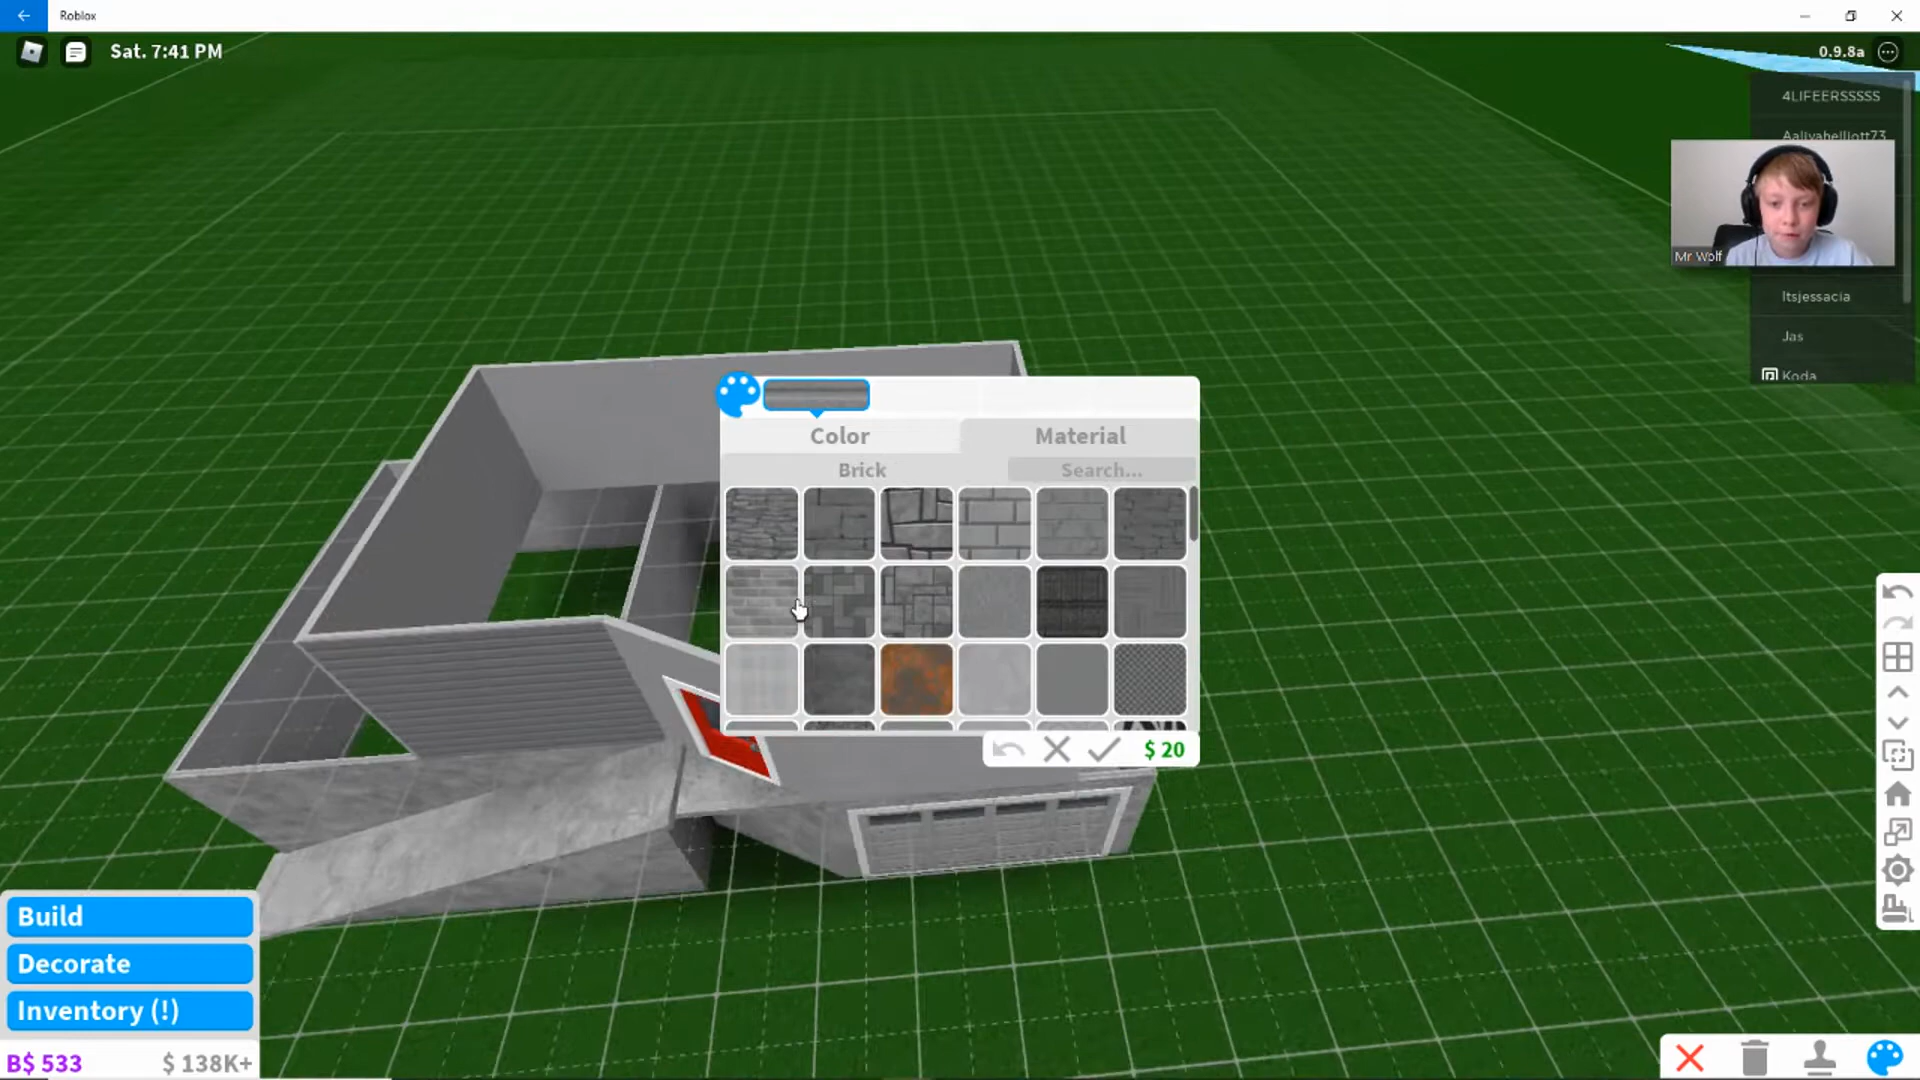 Roblox
Sat. 7:41 PM
0.9.8a
4LIFEERSSSSS
Aaliyahelliott73
Mr Wolf
Itsjessacia
Jas
Koda
Color
Material
Brick
Search...
$ 20
Build
Decorate
Inventory (!)
B$ 533
$ 138K+